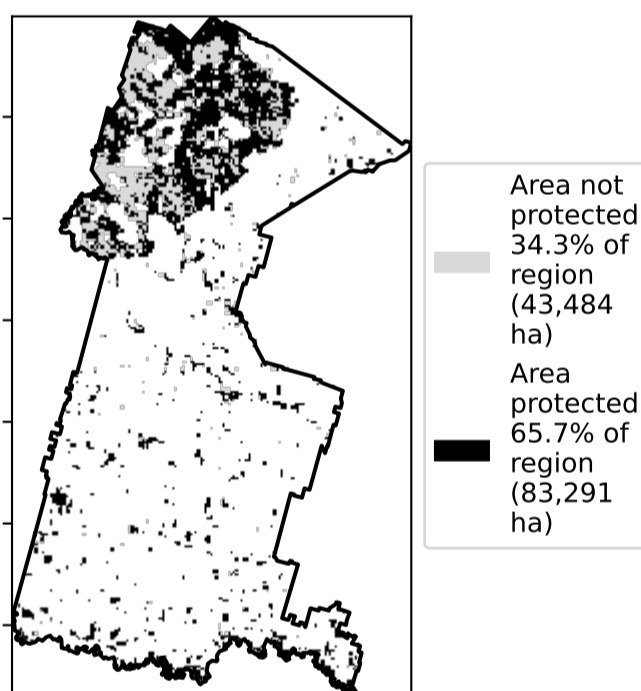 Area not
protected
34.3% of
region
(43,484
ha)
Area
protected
65.7% of
region
(83,291
ha)